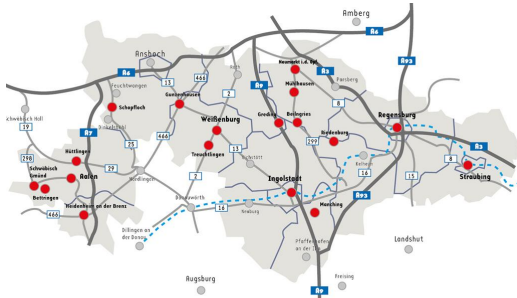 Amberg
A6
A6
Ansbach
466
A93
Roth
Neumarkt i.d. Opf.
A3
Feuchtwangen
13
2
A9
Mühlhausen
Parsberg
Gunzenhausen
8
Schopfloch
Schwäbisch Hall
19
Dinkelsbühl
Weißenburg
Greding
Beilngries
Regensburg
A7
466
25
299
Riedenburg
A3
Hüttlingen
Treuchtlingen
13
Eichstätt
Kelheim
8
298
29
Schwäbisch
Gmünd
Aalen
Nördlingen
2
16
15
Straubing
Bettringen
Ingolstadt
Donauwörth
A93
466
Heidenheim an der Brenz
16
Neuburg
Manching
Dillingen an
der Donau
Pfaffenhofen
an der Ilm
Landshut
Augsburg
Freising
A9